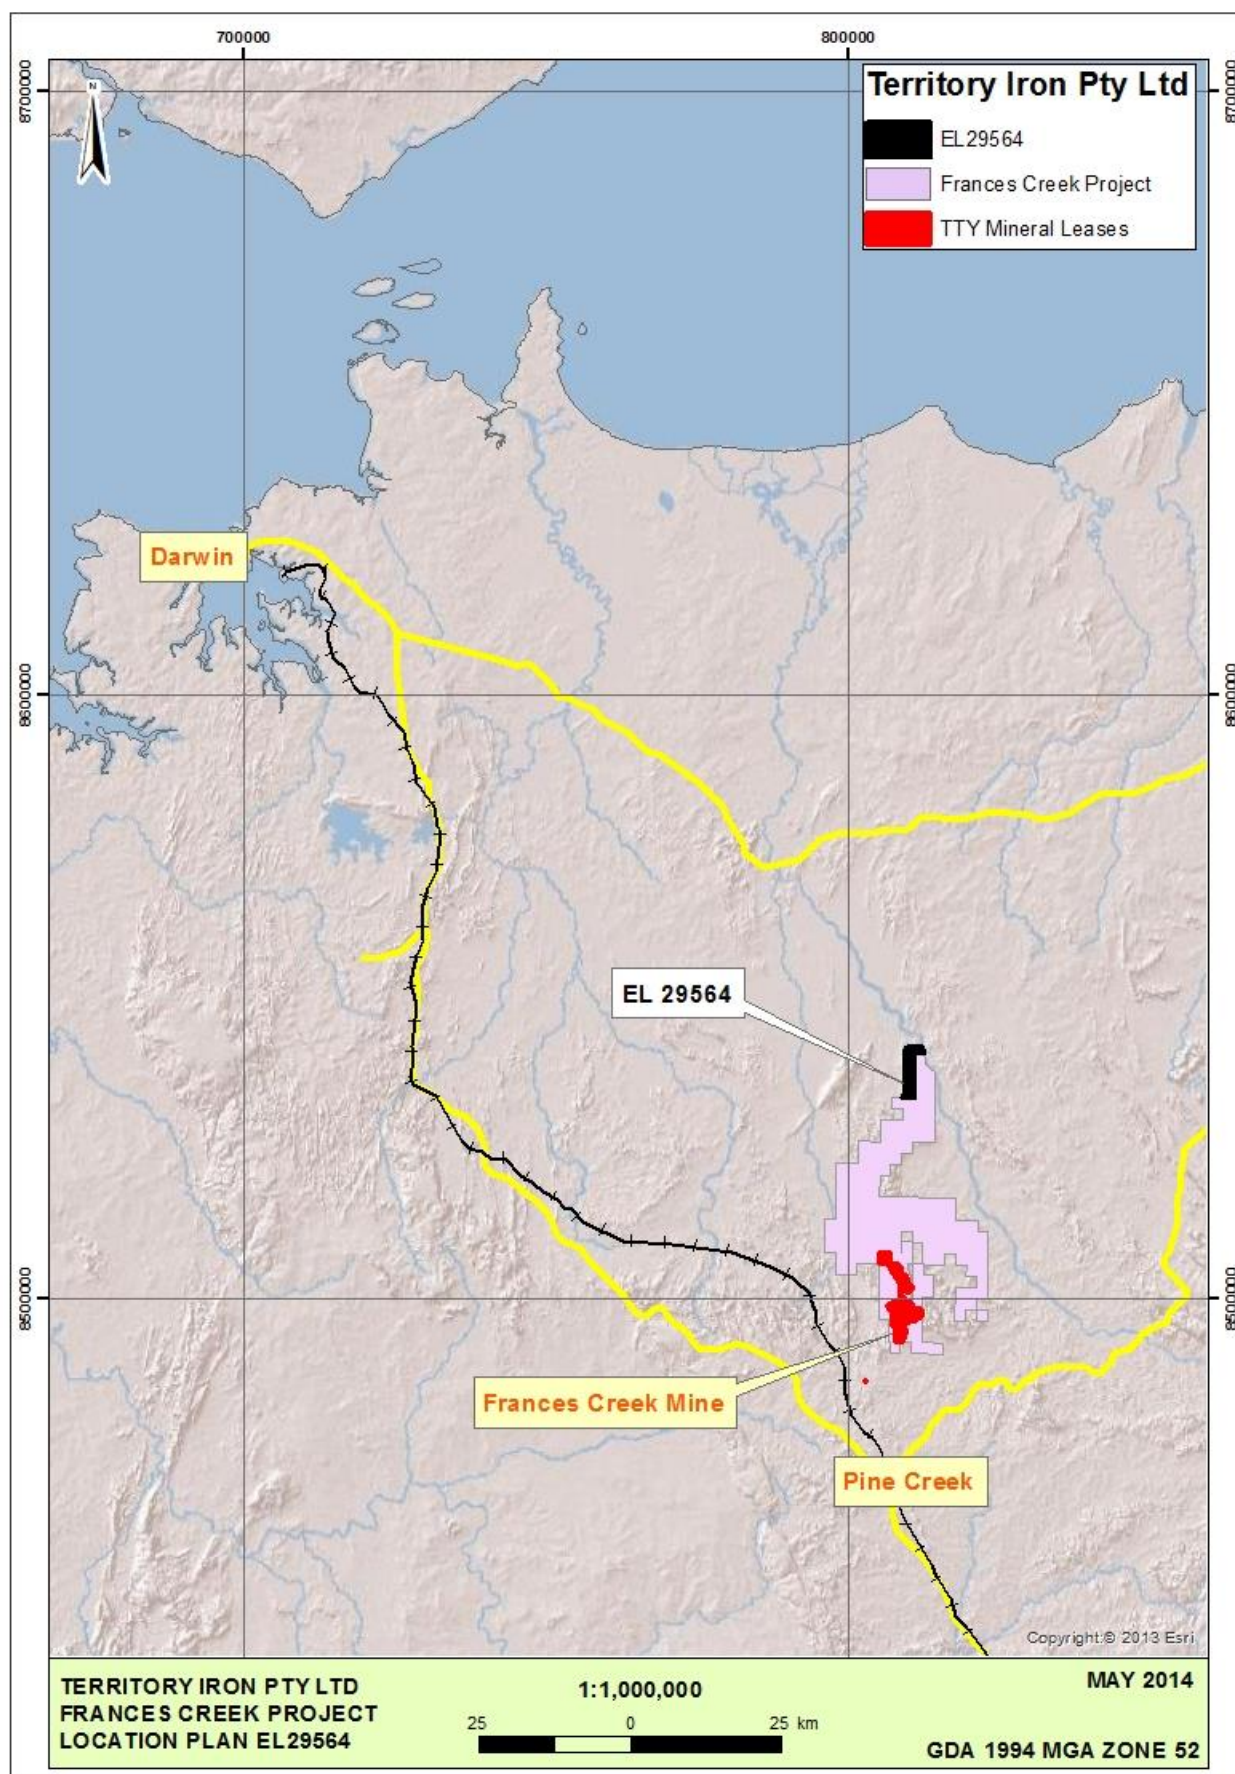 700000 800000
8700000 8700000
N
Territory Iron Pty Ltd
EL29564
Frances Creek Project
TTY Mineral Leases
Darwin
8600000 8600000
EL 29564
8500000 8500000
Frances Creek Mine
Pine Creek
Copyright:© 2013 Esri
TERRITORY IRON PTY LTD
FRANCES CREEK PROJECT
LOCATION PLAN EL29564
1:1,000,000
25 0 25 km
MAY 2014
GDA 1994 MGA ZONE 52